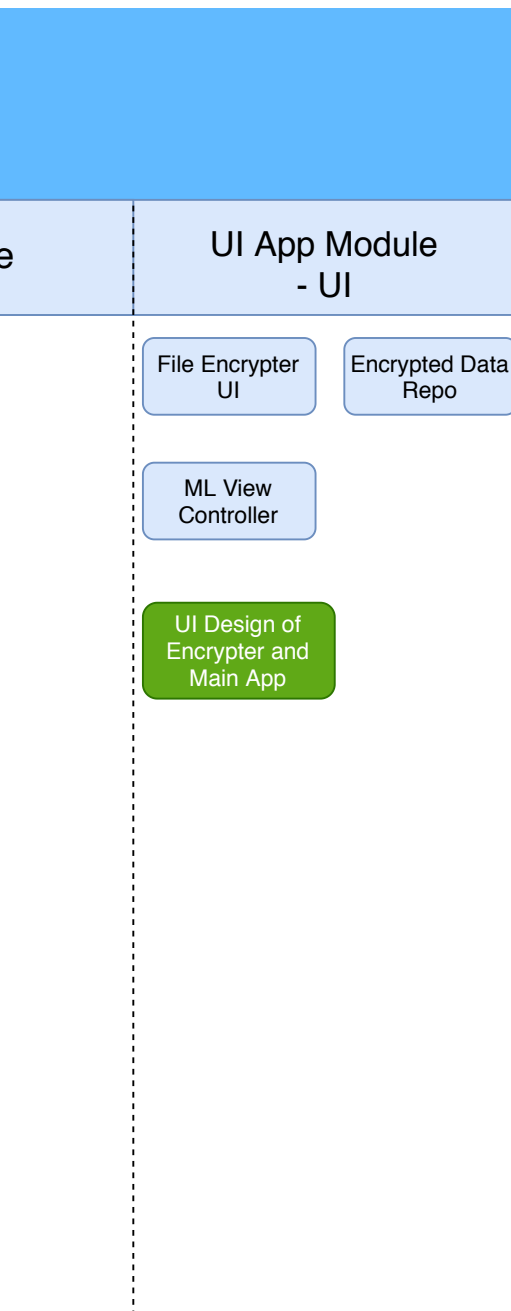 e
UI App Module
- UI
File Encrypter
UI
Encrypted Data
Repo
ML View
Controller
UI Design of
Encrypter and
Main App